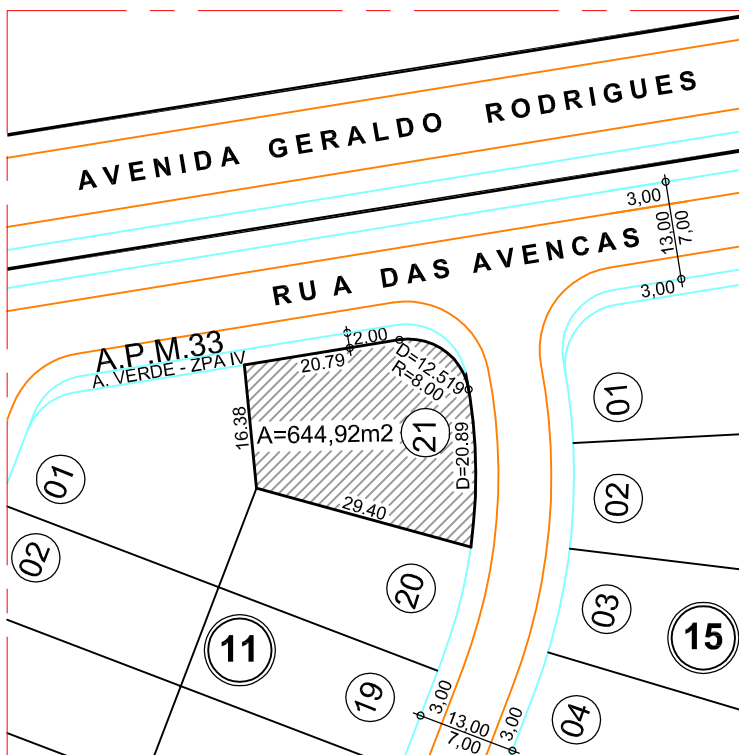 AVENIDA GERALDO RODRIGUES
3,00
13,00
7,00
RUA DAS AVENCAS
3,00
A.P.M.33
A. VERDE - ZPA IV
2.00
20.79
D=12.519
R=8.00
16.38
A=644,92m2
21
D=20.89
29.40
01
02
01
02
03
04
20
19
11
15
3,00
13,00
7,00
3,00